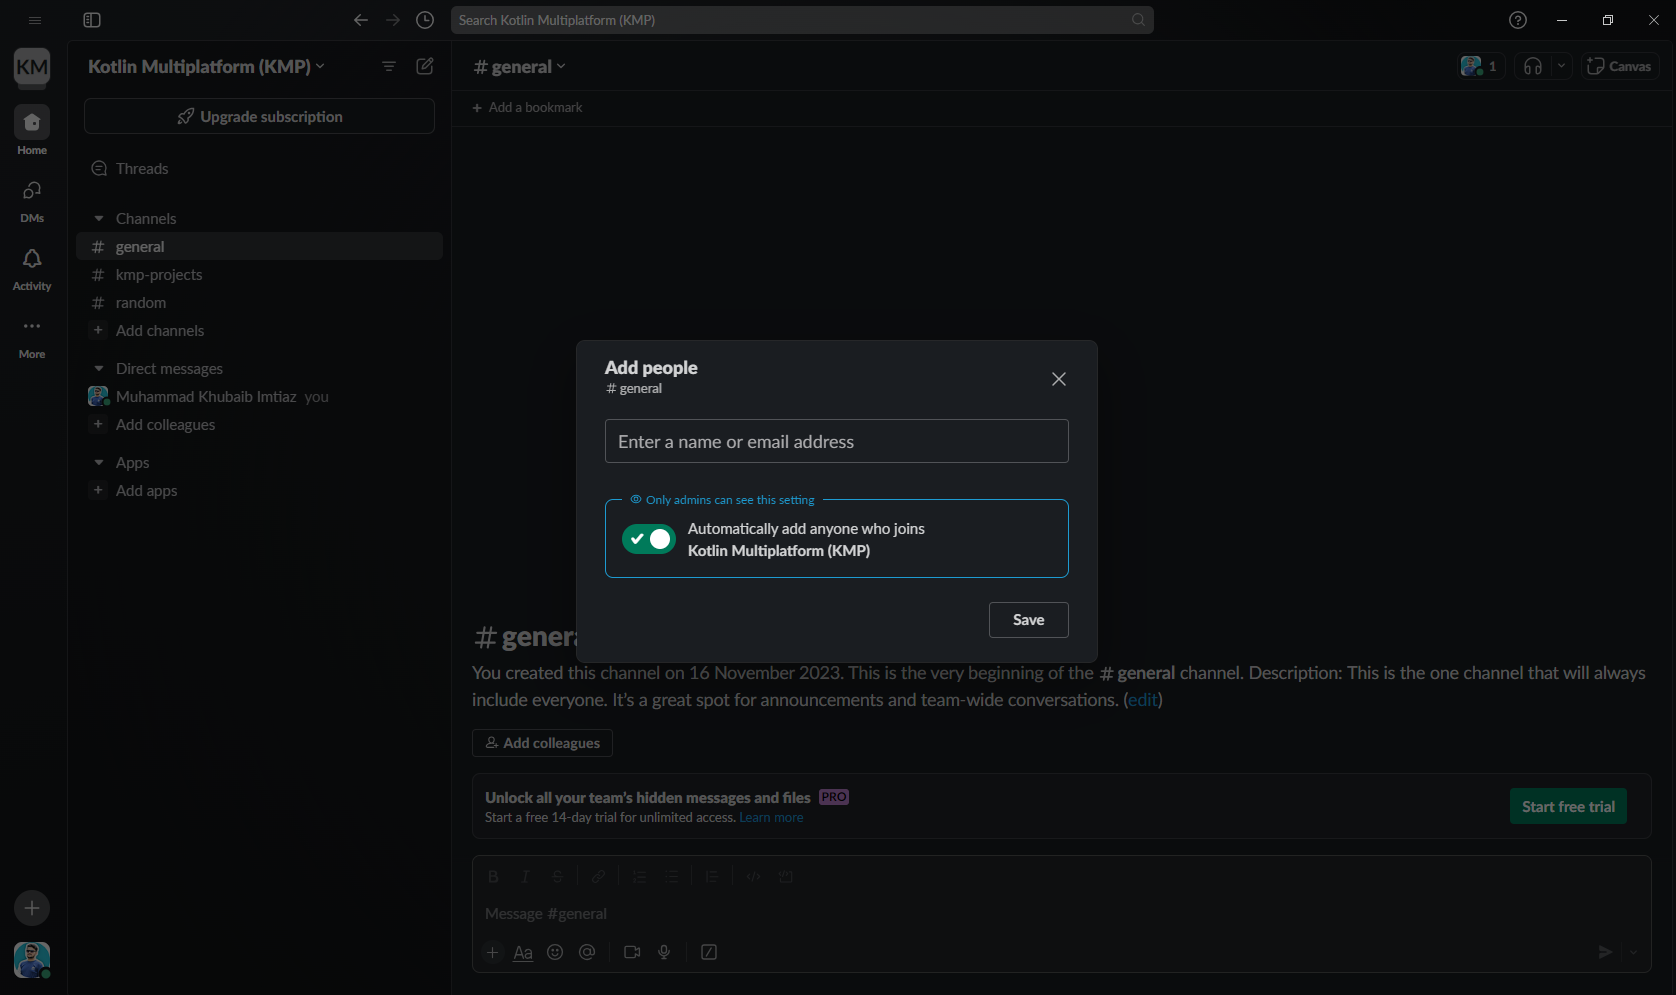 Search Kotlin Multiplatform (KMP)
KM
Home
DMs
Activity
More
Kotlin Multiplatform (KMP)
Upgrade subscription
Threads
Channels
# general
# kmp-projects
# random
+ Add channels
Direct messages
Muhammad Khubaib Imtiaz you
+ Add colleagues
Apps
+ Add apps
# general
1
Canvas
+ Add a bookmark
Add people
# general
Enter a name or email address
Only admins can see this setting
Automatically add anyone who joins
Kotlin Multiplatform (KMP)
Save
# genera
You created this channel on 16 November 2023. This is the very beginning of the # general channel. Description: This is the one channel that will always
include everyone. It's a great spot for announcements and team-wide conversations. (edit)
Add colleagues
Unlock all your team's hidden messages and files PRO
Start a free 14-day trial for unlimited access. Learn more
Start free trial
B I S
Message #general
Aa